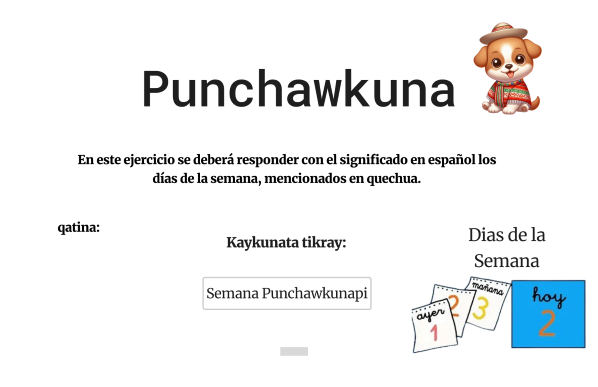 Punchawkuna
En este ejercicio se deberá responder con el significado en español los
días de la semana, mencionados en quechua.
qatina:
Kaykunata tikray:
Semana Punchawkunapi
Dias de la
Semana
ayer
1
2
mañana
3
hoy
2